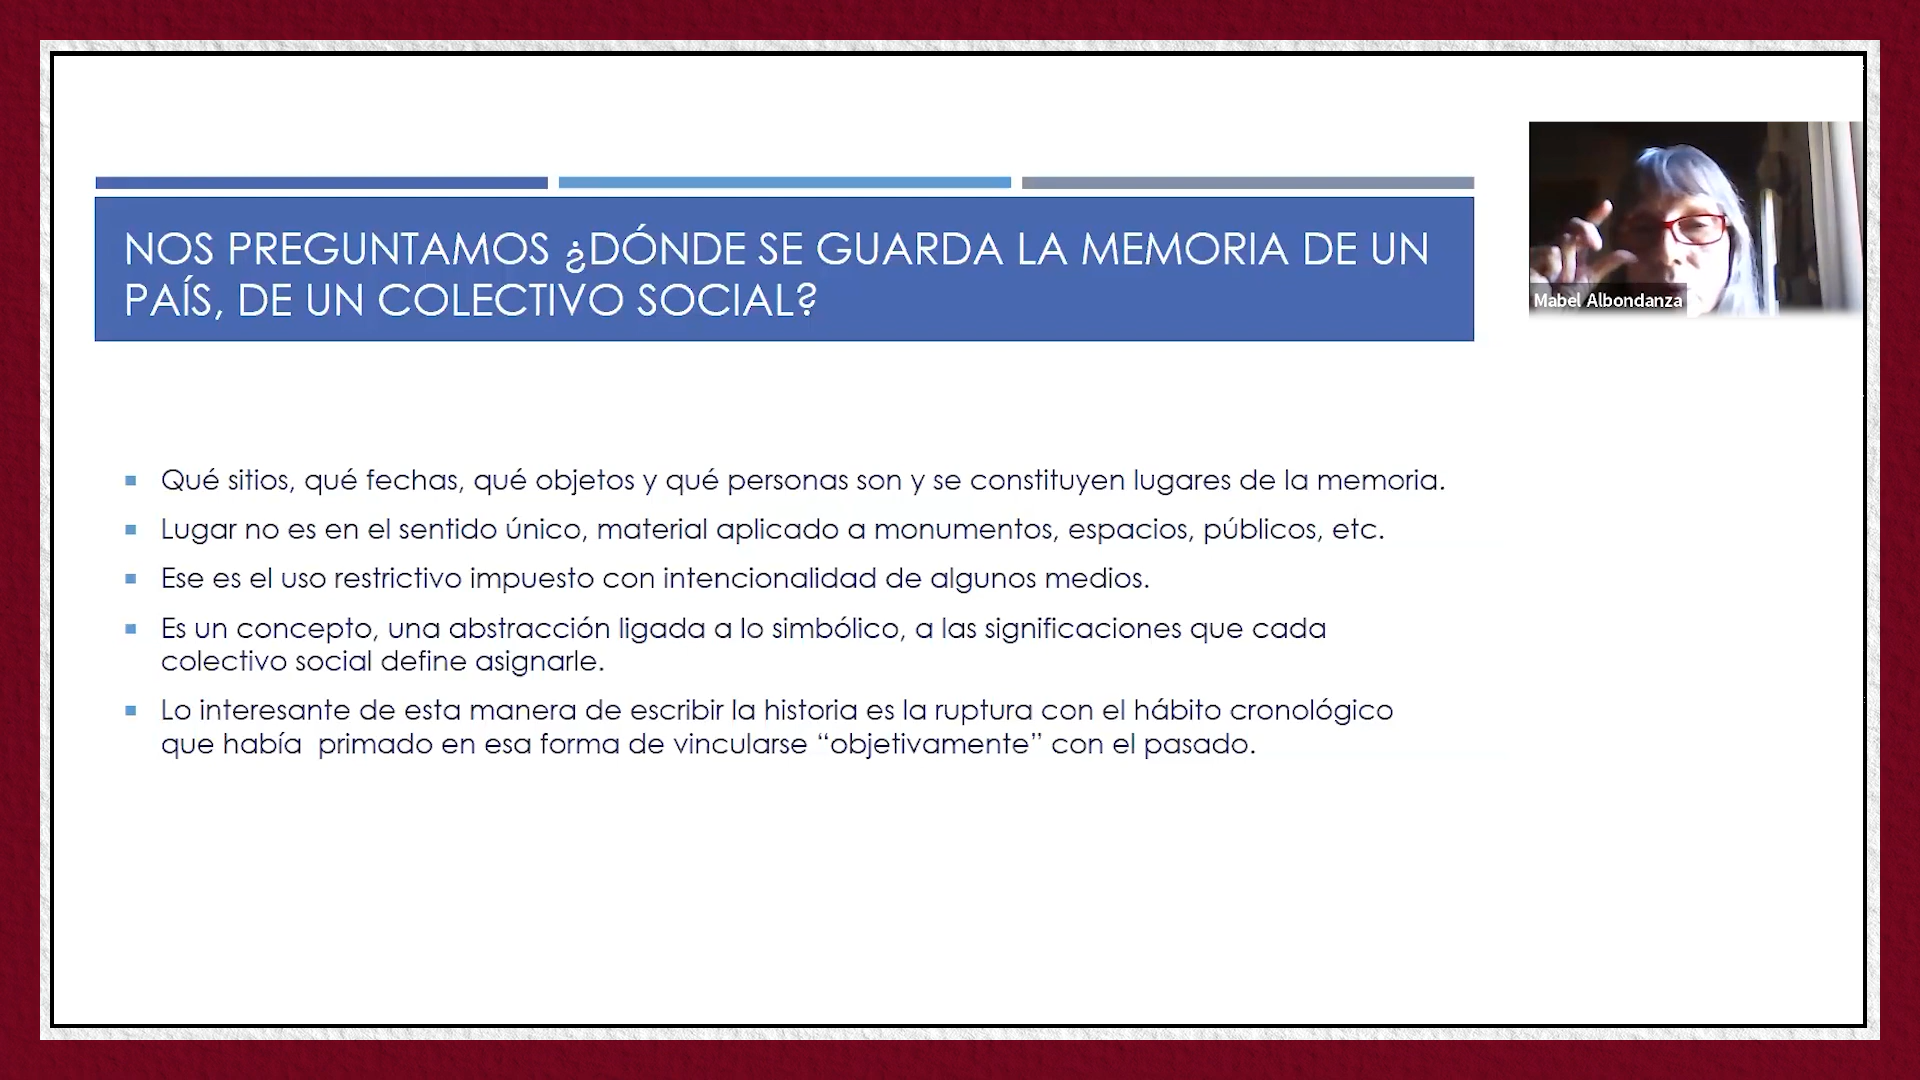 NOS PREGUNTAMOS ¿DÓNDE SE GUARDA LA MEMORIA DE UN
PAÍS, DE UN COLECTIVO SOCIAL?
Mabel Albondanza
Qué sitios, qué fechas, qué objetos y qué personas son y se constituyen lugares de la memoria.
Lugar no es en el sentido único, material aplicado a monumentos, espacios, públicos, etc.
Ese es el uso restrictivo impuesto con intencionalidad de algunos medios.
Es un concepto, una abstracción ligada a lo simbólico, a las significaciones que cada
colectivo social define asignarle.
Lo interesante de esta manera de escribir la historia es la ruptura con el hábito cronológico
que había primado en esa forma de vincularse “objetivamente” con el pasado.